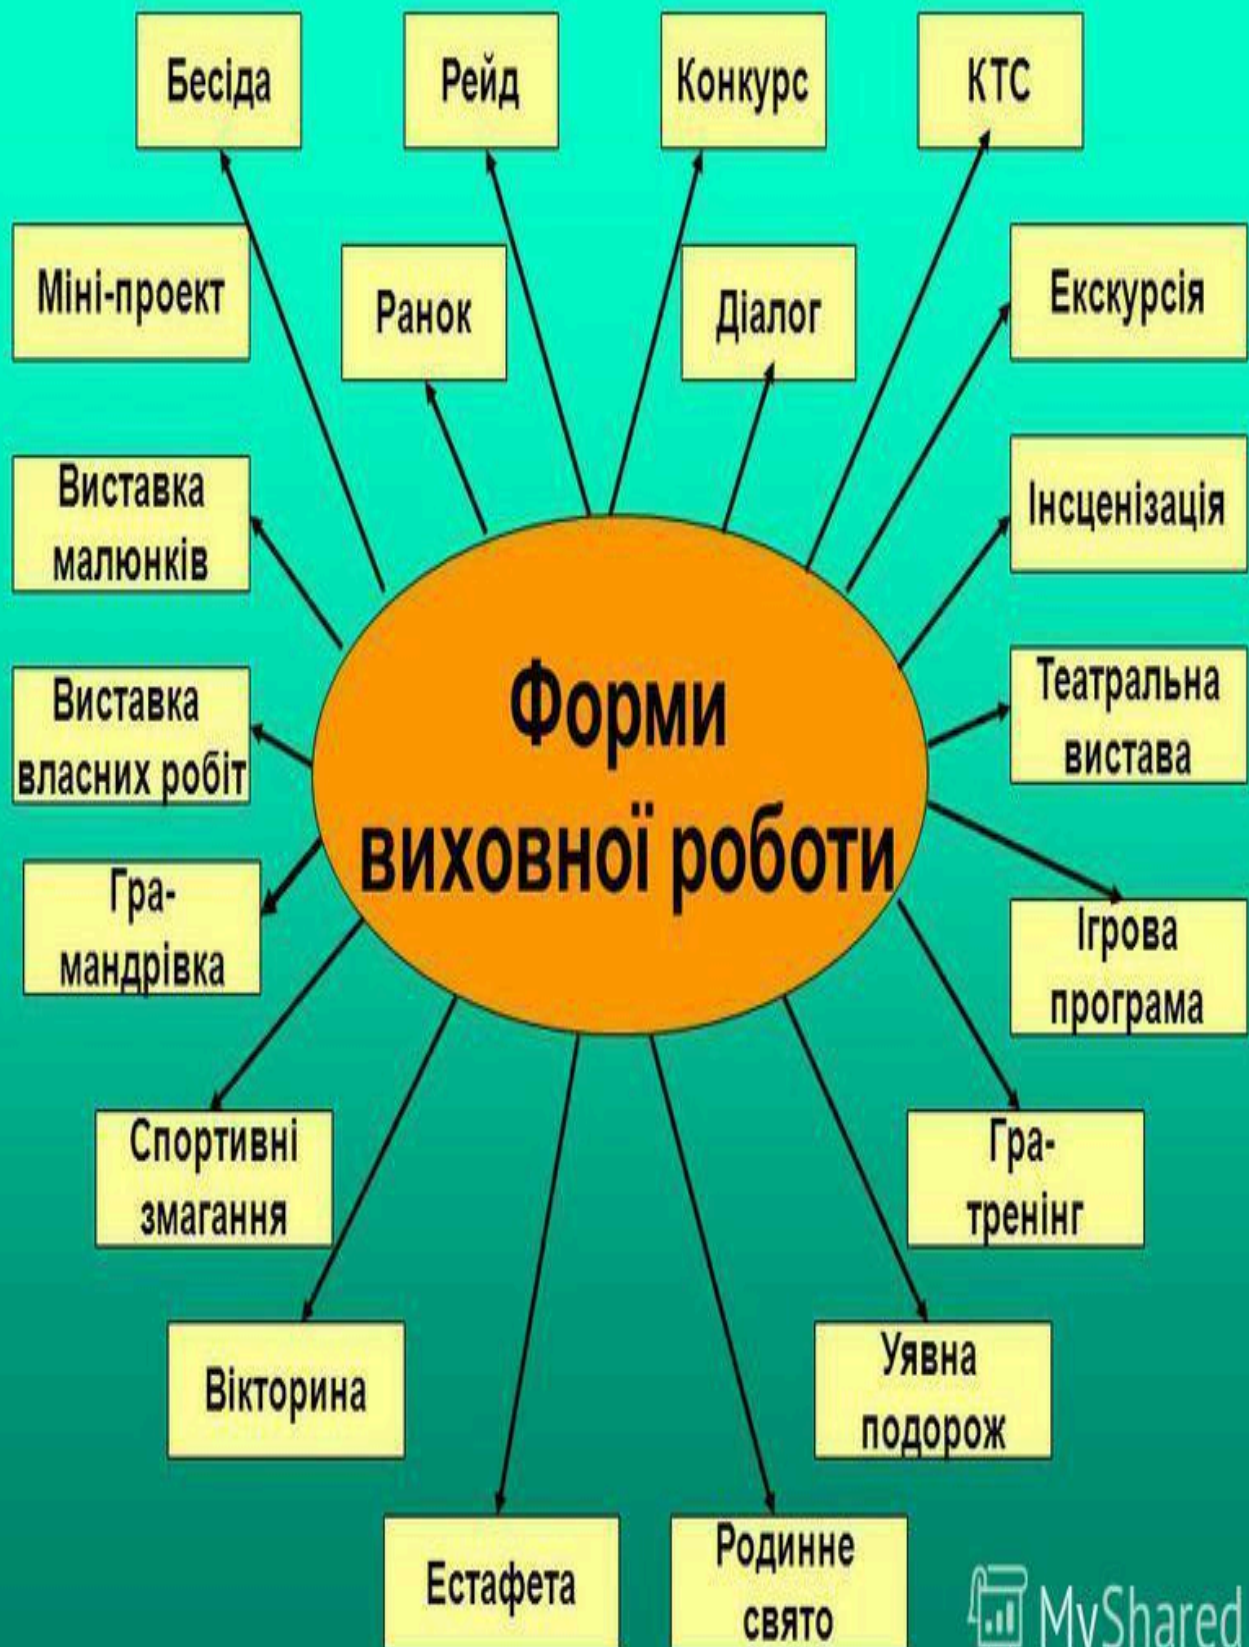 Бесіда
Рейд
Конкурс
КТС
Міні-проект
Ранок
Діалог
Екскурсія
Виставка
малюнків
Інсценізація
Виставка
власних робіт
Форми
виховної роботи
Театральна
вистава
Гра-
мандрівка
Ігрова
програма
Спортивні
змагання
Гра-
тренінг
Вікторина
Уявна
подорож
Естафета
Родинне
свято
MyShared